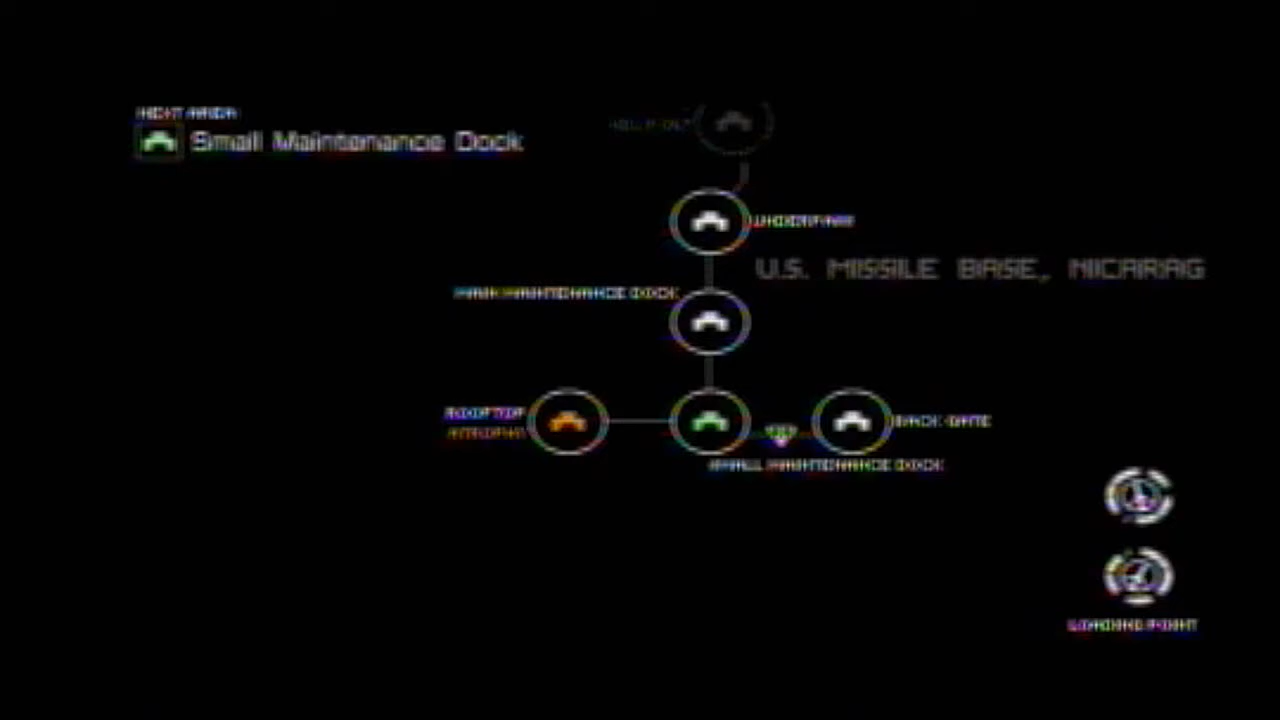 NEXT AREA
Small Maintenance Dock
UNDERPASS
U.S. MISSILE BASE, NICARAG
MAIN MAINTENANCE DOCK
ROOFTOP
BACK GATE
SMALL MAINTENANCE DOCK
LOADING POINT